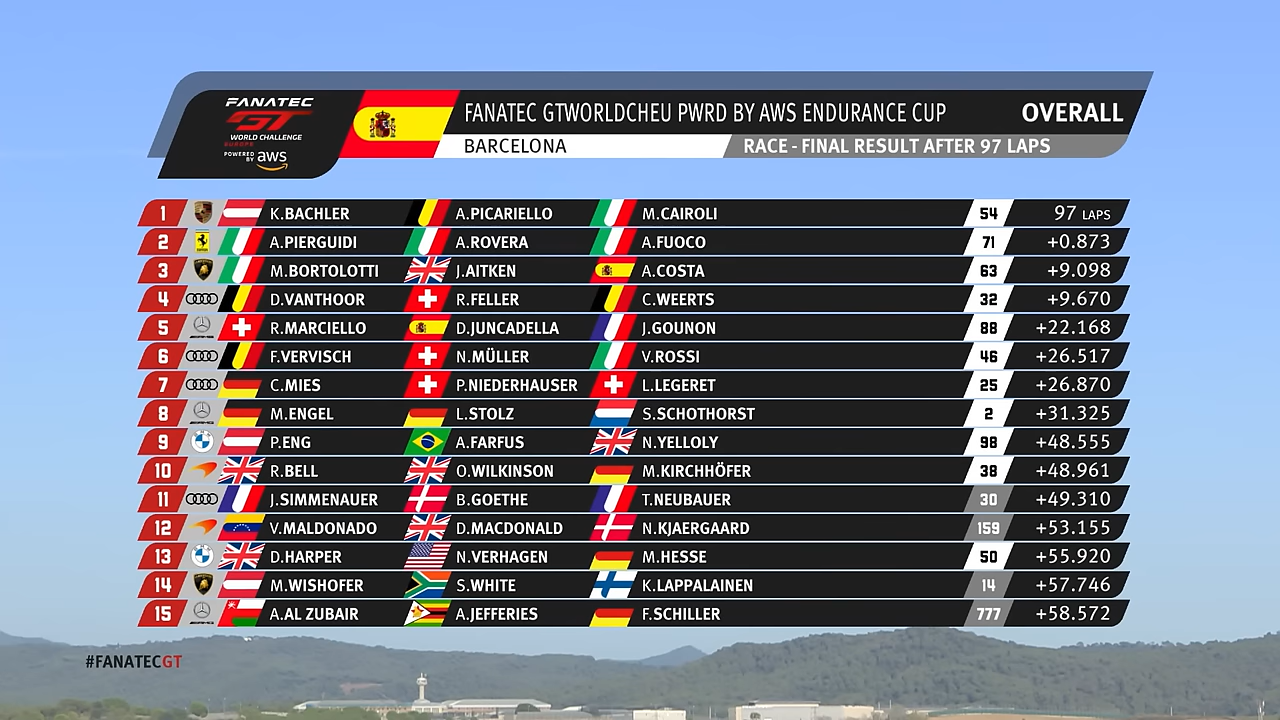 FANATEC
GT
WORLD CHALLENGE
EUROPE
POWERED BY aws
FANATEC GTWORLDCHEU PWRD BY AWS ENDURANCE CUP OVERALL
BARCELONA RACE - FINAL RESULT AFTER 97 LAPS
1 K.BACHLER A.PICARIELLO M.CAIROLI 54 97 LAPS
2 A.PIERGUIDI A.ROVERA A.FUOCO 71 +0.873
3 M.BORTOLOTTI J.AITKEN A.COSTA 63 +9.098
4 D.VANTHOOR R.FELLER C.WEERTS 32 +9.670
5 R.MARCIELLO D.JUNCADELLA J.GOUNON 88 +22.168
6 F.VERVISCH N.MÜLLER V.ROSSI 46 +26.517
7 C.MIES P.NIEDERHAUSER L.LEGERET 25 +26.870
8 M.ENGEL L.STOLZ S.SCHOTHORST 2 +31.325
9 P.ENG A.FARFUS N.YELLOLY 98 +48.555
10 R.BELL O.WILKINSON M.KIRCHHÖFER 38 +48.961
11 J.SIMMENAUER B.GOETHE T.NEUBAUER 30 +49.310
12 V.MALDONADO D.MACDONALD N.KJAERGAARD 159 +53.155
13 D.HARPER N.VERHAGEN M.HESSE 50 +55.920
14 M.WISHOFER S.WHITE K.LAPPALAINEN 14 +57.746
15 A.AL ZUBAIR A.JEFFERIES F.SCHILLER 777 +58.572
#FANATECGT